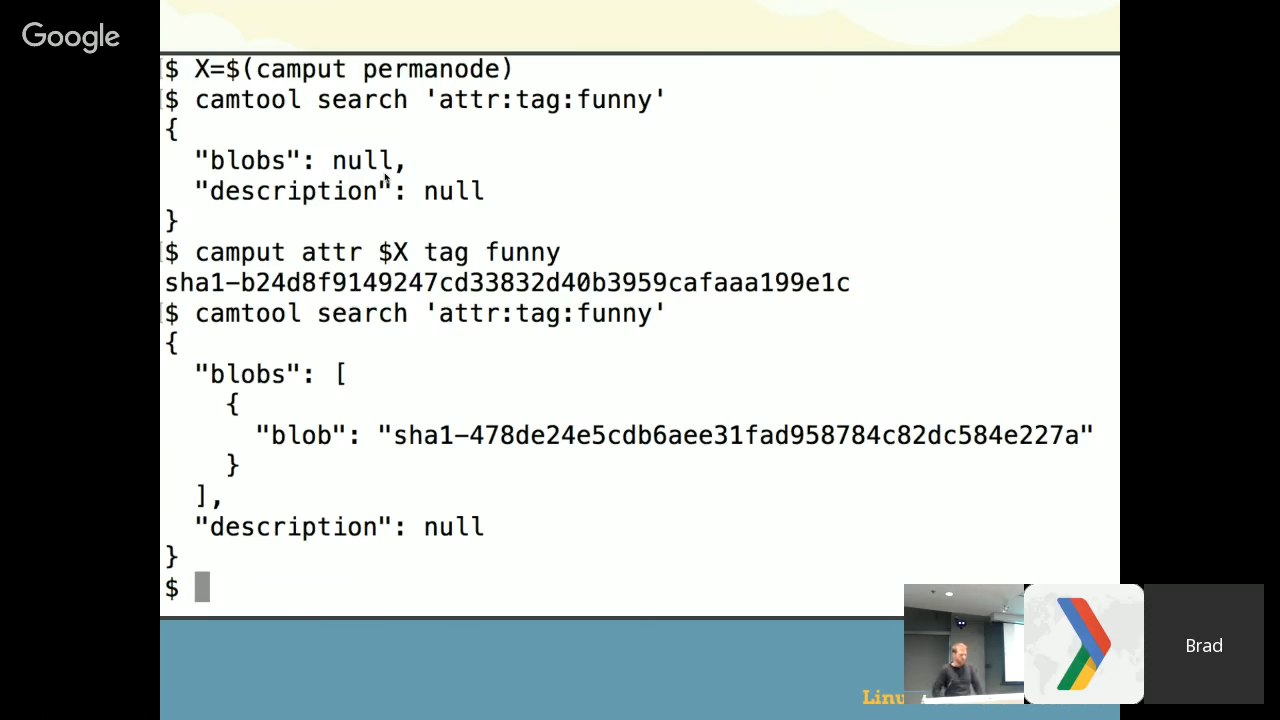 Google
$ X=$(camput permanode)
$ camtool search 'attr:tag:funny'
{
"blobs": null,
"description": null
}
$ camput attr $X tag funny
sha1-b24d8f9149247cd33832d40b3959cafaaa199e1c
$ camtool search 'attr:tag:funny'
{
"blobs": [
{
"blob": "sha1-478de24e5cdb6aee31fad958784c82dc584e227a"
}
],
"description": null
}
$
Brad